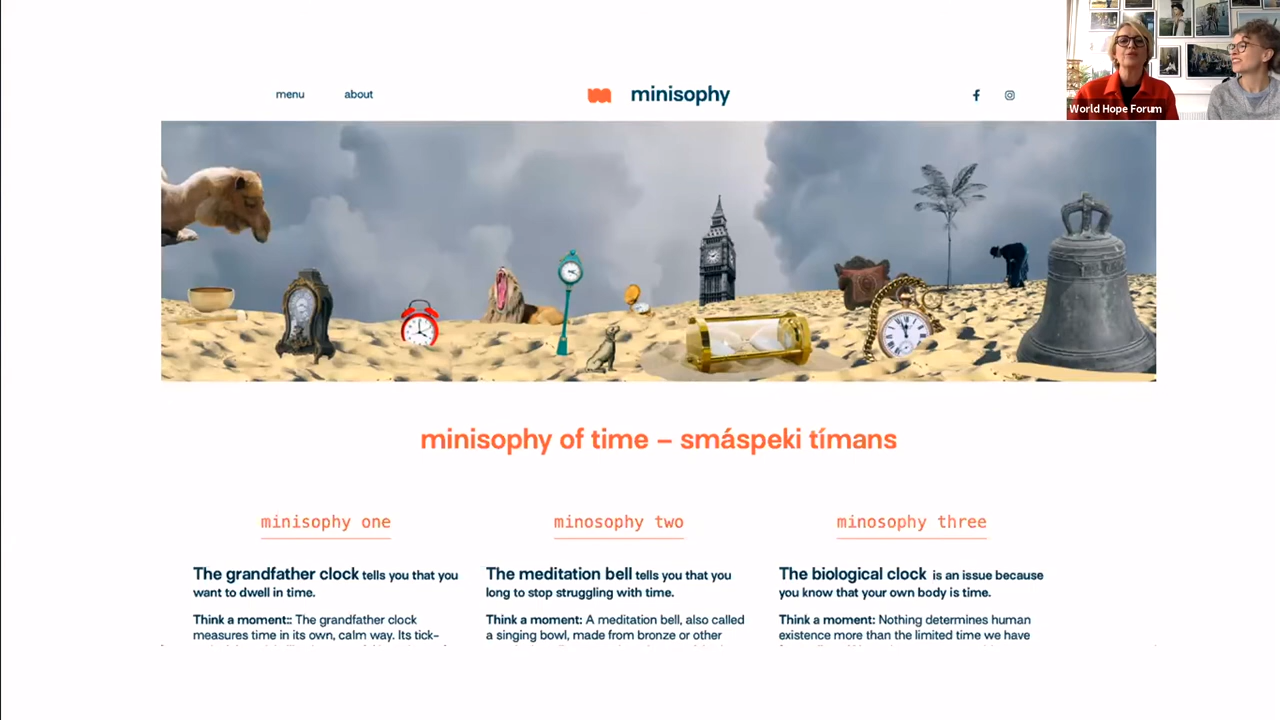 World Hope Forum
menu about minisophy
minisophy of time – smáspeki tímans
minisophy one
The grandfather clock tells you that you
want to dwell in time.
Think a moment:: The grandfather clock
measures time in its own, calm way. Its tick-
minosophy two
The meditation bell tells you that you
long to stop struggling with time.
Think a moment: A meditation bell, also called
a singing bowl, made from bronze or other
minosophy three
The biological clock is an issue because
you know that your own body is time.
Think a moment: Nothing determines human
existence more than the limited time we have